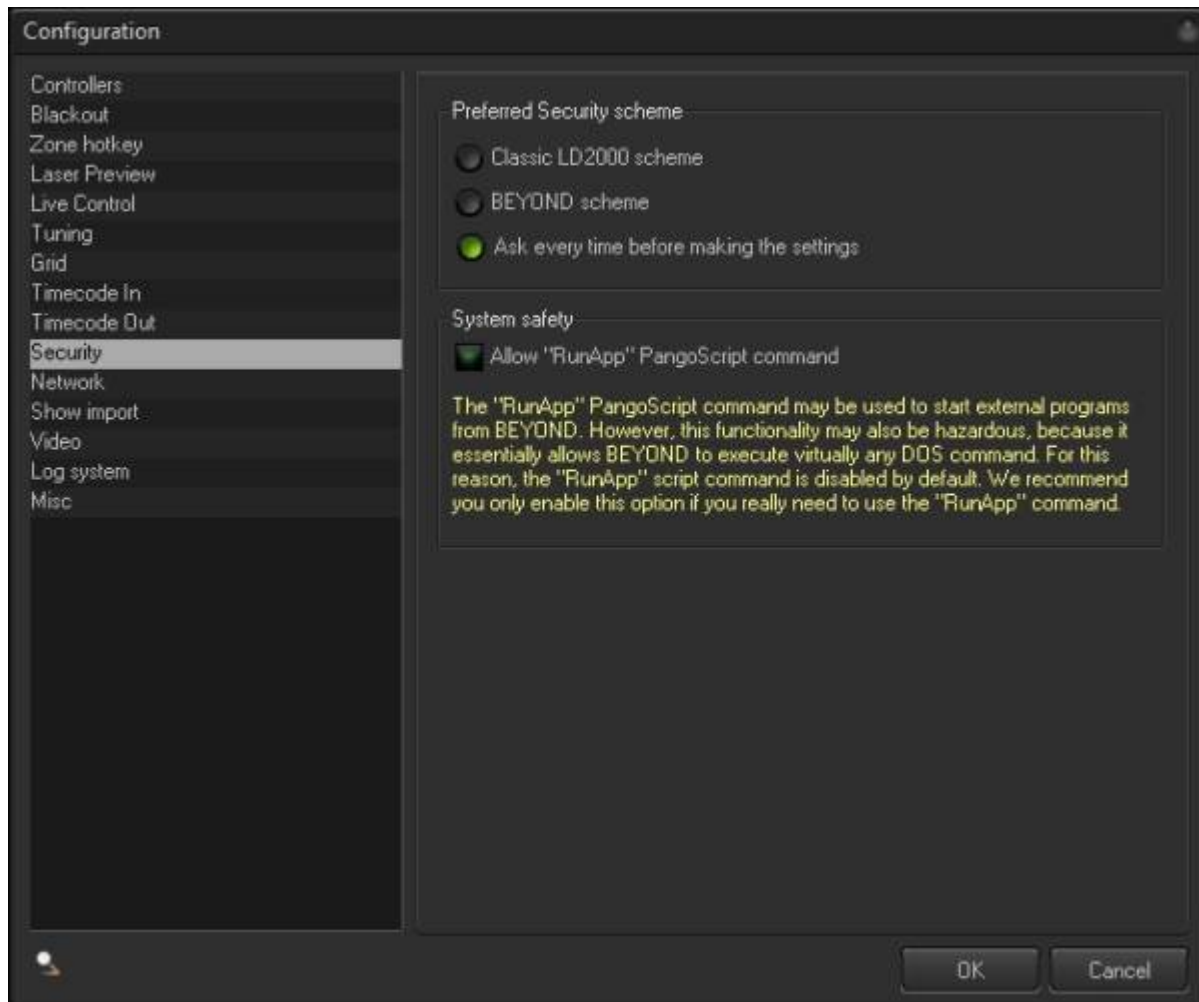 Configuration
Controllers
Blackout
Zone hotkey
Laser Preview
Live Control
Tuning
Grid
Timecode In
Timecode Out
Security
Network
Show import
Video
Log system
Misc
Preferred Security scheme
Classic LD2000 scheme
BEYOND scheme
Ask every time before making the settings
System safety
Allow "RunApp" PangoScript command
The "RunApp" PangoScript command may be used to start external programs
from BEYOND. However, this functionality may also be hazardous, because it
essentially allows BEYOND to execute virtually any DOS command. For this
reason, the "RunApp" script command is disabled by default. We recommend
you only enable this option if you really need to use the "RunApp" command.
OK
Cancel